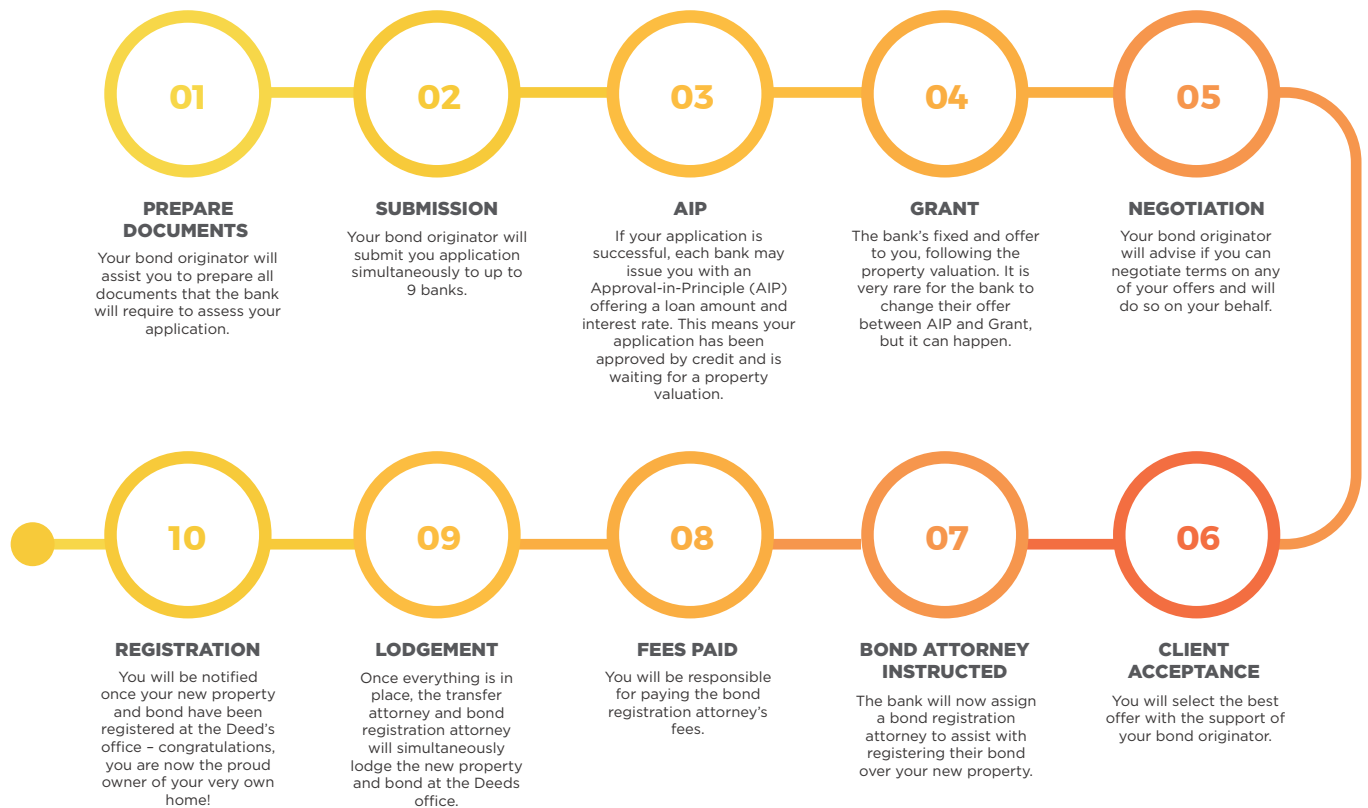 01
PREPARE
DOCUMENTS
Your bond originator will
assist you to prepare all
documents that the bank
will require to assess your
application.
02
SUBMISSION
Your bond originator will
submit you application
simultaneously to up to
9 banks.
03
AIP
If your application is
successful, each bank may
issue you with an
Approval-in-Principle (AIP)
offering a loan amount and
interest rate. This means your
application has been
approved by credit and is
waiting for a property
valuation.
04
GRANT
The bank's fixed and offer
to you, following the
property valuation. It is
very rare for the bank to
change their offer
between AIP and Grant,
but it can happen.
05
NEGOTIATION
Your bond originator
will advise if you can
negotiate terms on any
of your offers and will
do so on your behalf.
06
CLIENT
ACCEPTANCE
You will select the best
offer with the support of
your bond originator.
07
BOND ATTORNEY
INSTRUCTED
The bank will now assign
a bond registration
attorney to assist with
registering their bond
over your new property.
08
FEES PAID
You will be responsible
for paying the bond
registration attorney's
fees.
09
LODGEMENT
Once everything is in
place, the transfer
attorney and bond
registration attorney
will simultaneously
lodge the new property
and bond at the Deeds
office.
10
REGISTRATION
You will be notified
once your new property
and bond have been
registered at the Deed's
office – congratulations,
you are now the proud
owner of your very own
home!